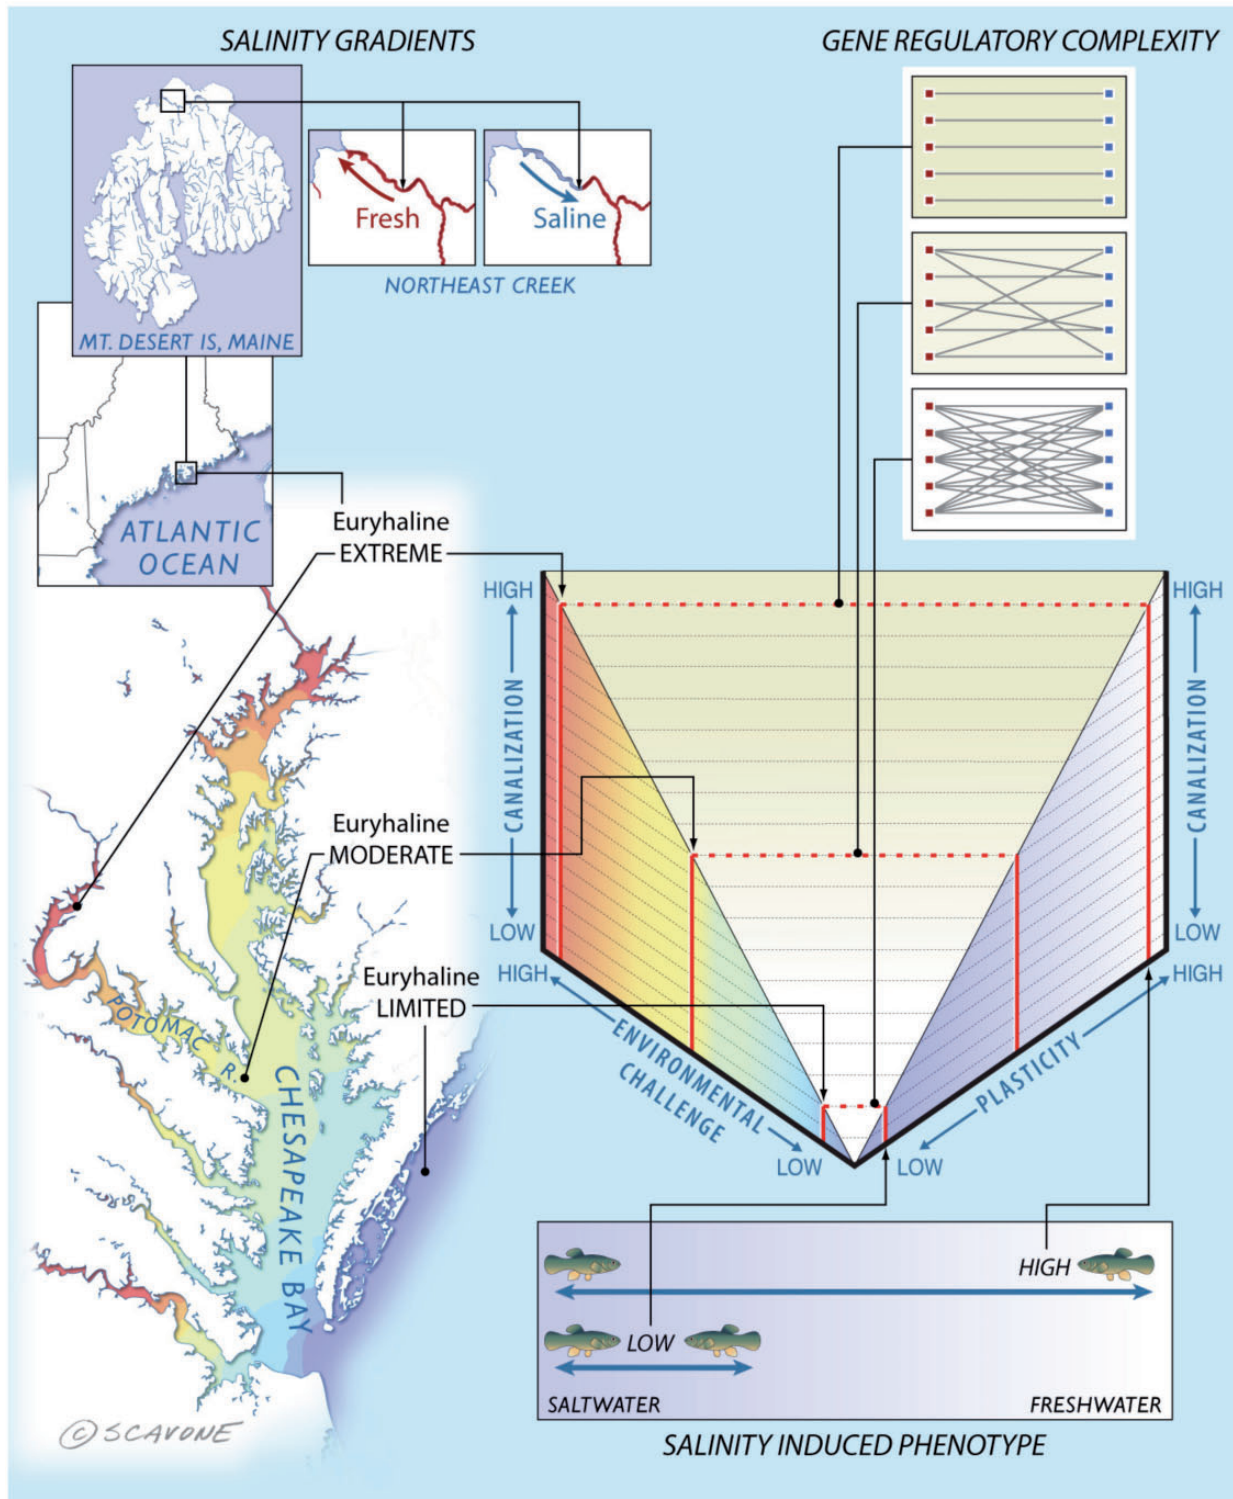 SALINITY GRADIENTS
GENE REGULATORY COMPLEXITY
Fresh
Saline
NORTHEAST CREEK
MT. DESERT IS, MAINE
ATLANTIC
OCEAN
Euryhaline
EXTREME
HIGH
CANALIZATION
LOW
HIGH
CANALIZATION
LOW
Euryhaline
MODERATE
Euryhaline
LIMITED
HIGH
ENVIRONMENTAL
CHALLENGE
LOW
HIGH
PLASTICITY
LOW
POTOMAC R.
CHESAPEAKE BAY
HIGH
LOW
SALTWATER
FRESHWATER
SALINITY INDUCED PHENOTYPE
© SCAVONE